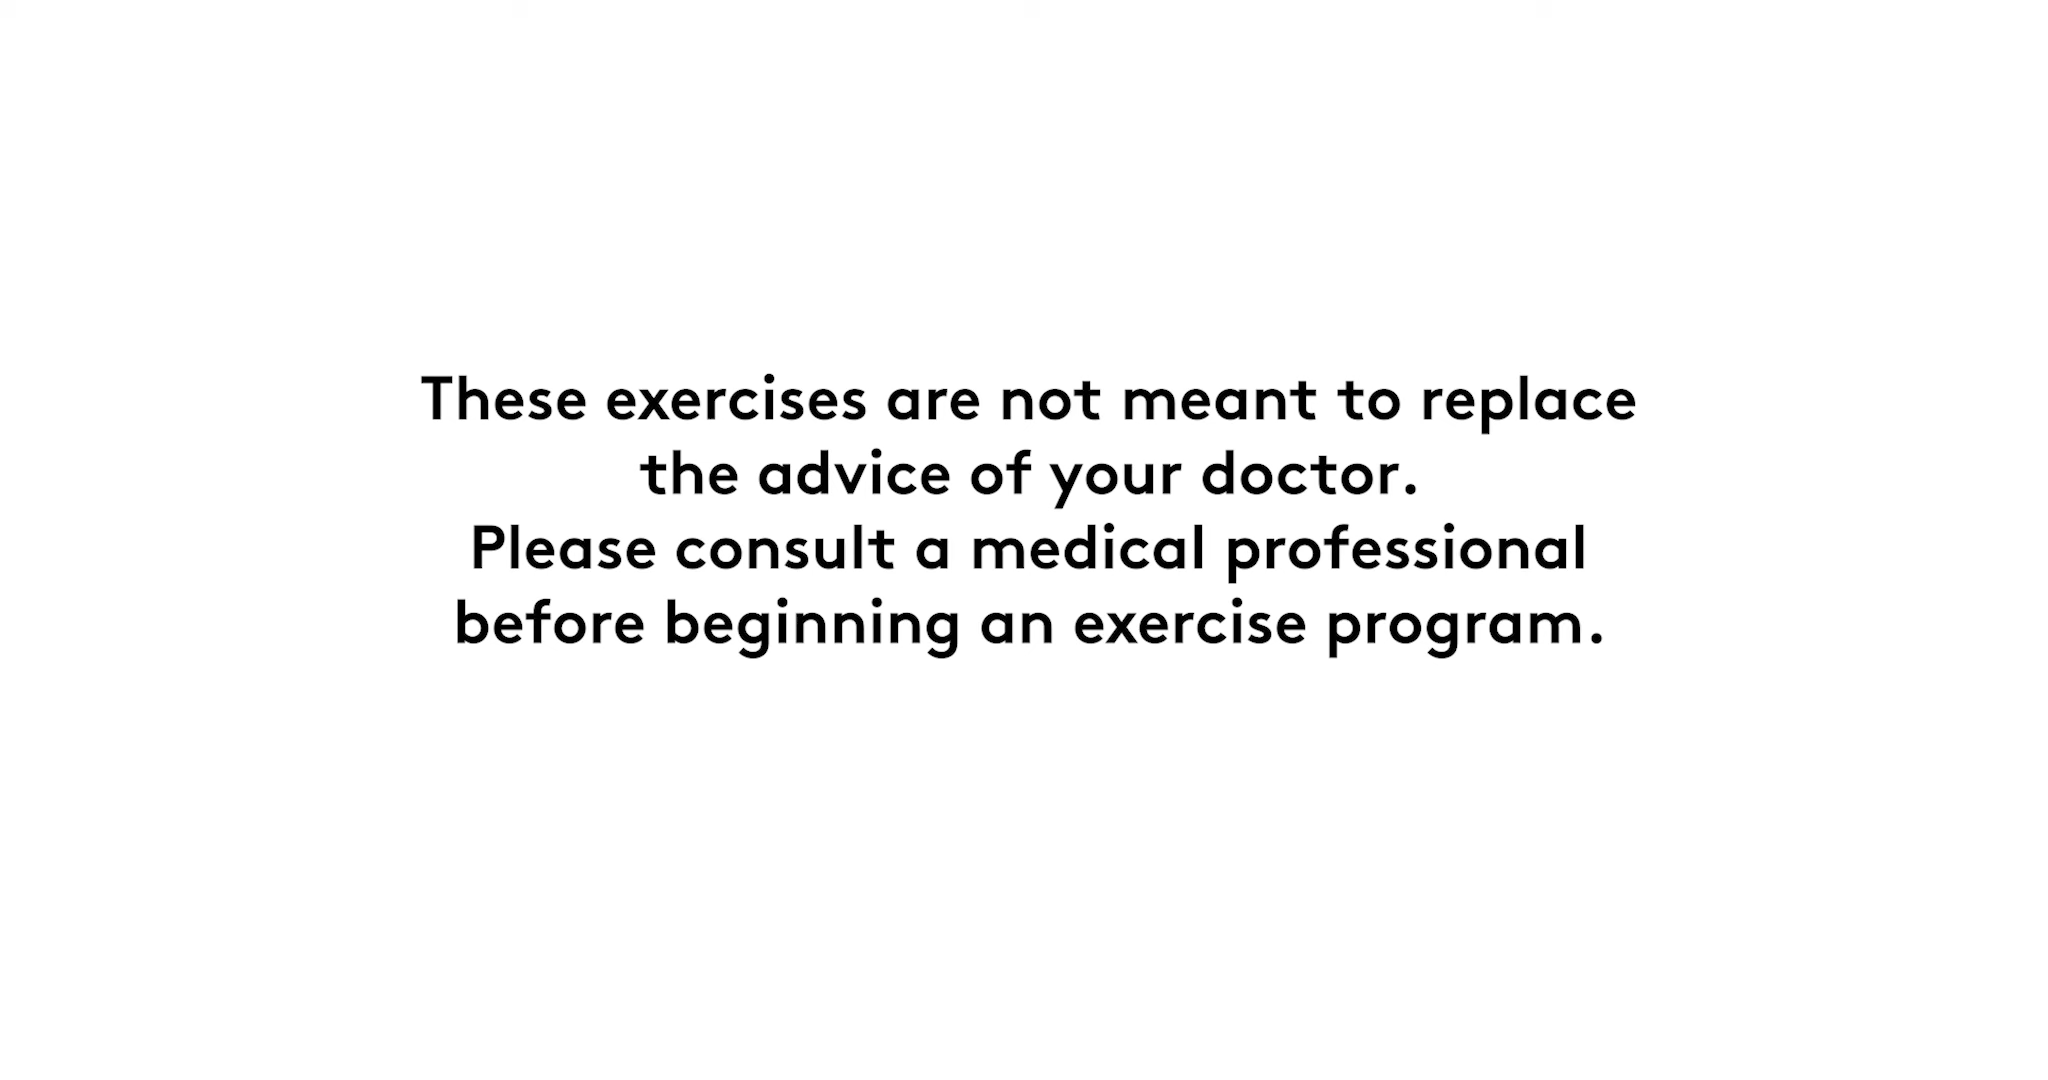 These exercises are not meant to replace
the advice of your doctor.
Please consult a medical professional
before beginning an exercise program.